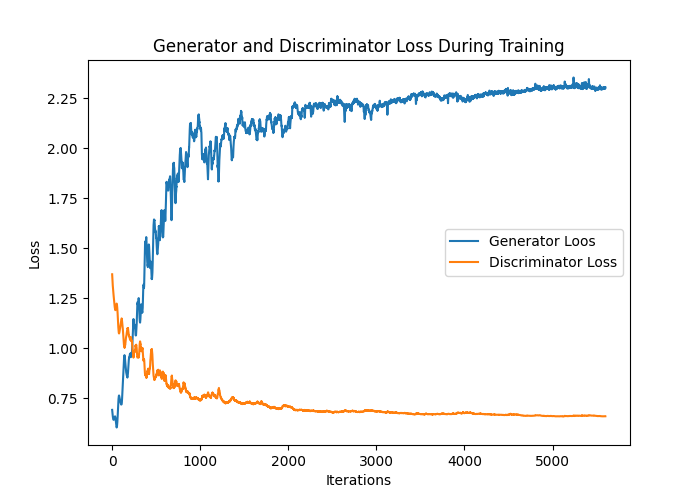 Generator and Discriminator Loss During Training
2.25
2.00
1.75
1.50
1.25
1.00
0.75
Loss
Generator Loos
Discriminator Loss
0 1000 2000 3000 4000 5000
Iterations